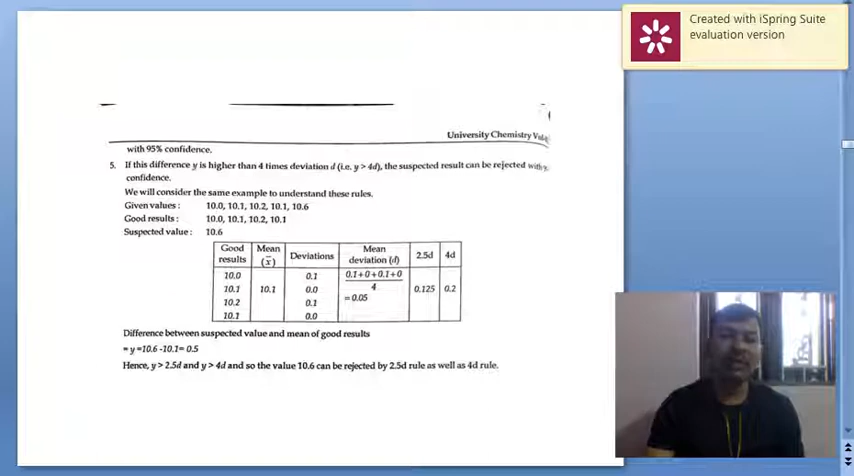 Created with iSpring Suite
evaluation version
University Chemistry
with 95% confidence.
5. If this difference y is higher than 4 times deviation d (i.e. y > 4d), the suspected result can be rejected with
confidence.
We will consider the same example to understand these rules.
Given values : 10.0, 10.1, 10.2, 10.1, 10.6
Good results : 10.0, 10.1, 10.2, 10.1
Suspected value : 10.6
Good results Mean (x̄) Deviations Mean deviation (d) 2.5d 4d
10.0 0.1 0.1+0+0.1+0
10.1 10.1 0.0 4 0.125 0.2
10.2 0.1 = 0.05
10.1 0.0
Difference between suspected value and mean of good results
= y =10.6 -10.1= 0.5
Hence, y > 2.5d and y > 4d and so the value 10.6 can be rejected by 2.5d rule as well as 4d rule.